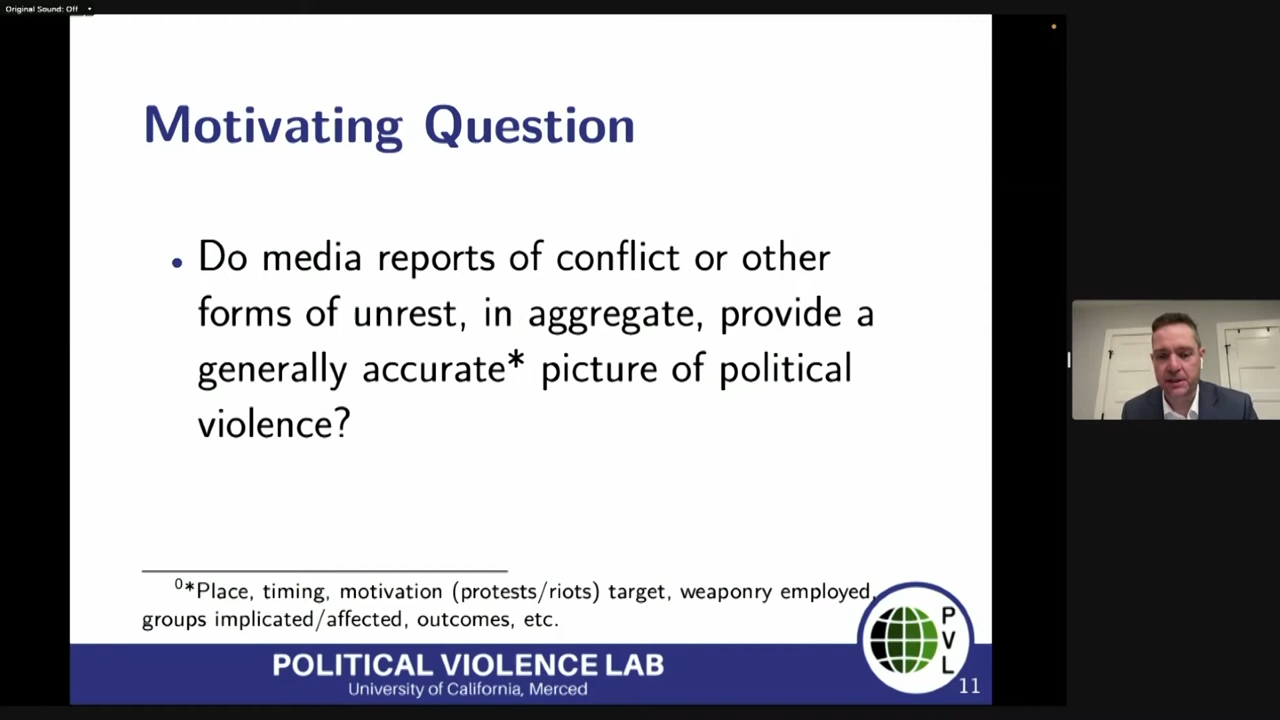 Original Sound: Off
Motivating Question
• Do media reports of conflict or other
forms of unrest, in aggregate, provide a
generally accurate* picture of political
violence?
0*Place, timing, motivation (protests/riots) target, weaponry employed,
groups implicated/affected, outcomes, etc.
POLITICAL VIOLENCE LAB
University of California, Merced
PVL
11